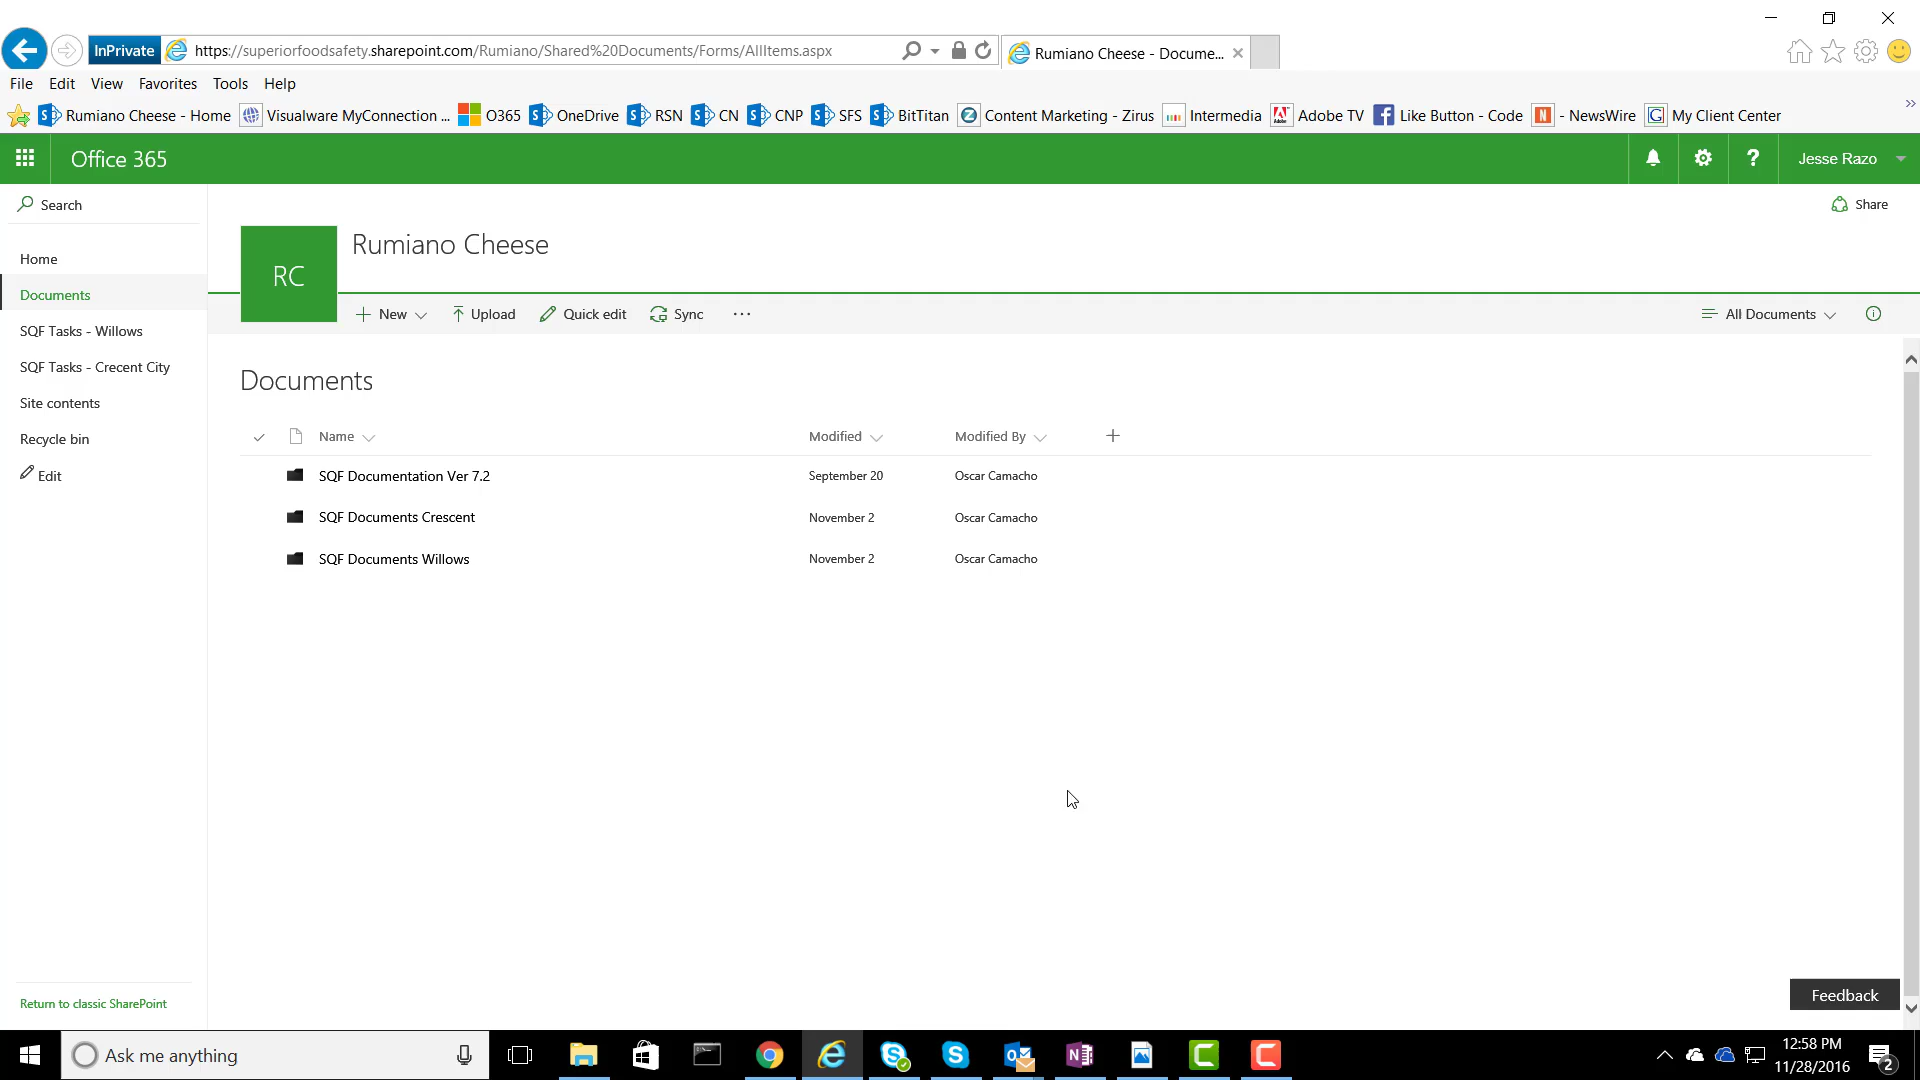 InPrivate https://superiorfoodsafety.sharepoint.com/Rumiano/Shared%20Documents/Forms/AllItems.aspx Rumiano Cheese - Docume...
File Edit View Favorites Tools Help
Rumiano Cheese - Home Visualware MyConnection ... O365 OneDrive RSN CN CNP SFS BitTitan Content Marketing - Zirus Intermedia Adobe TV Like Button - Code - NewsWire My Client Center
Office 365 ? Jesse Razo
Search
Share
RC
Rumiano Cheese
Home
Documents
SQF Tasks - Willows
SQF Tasks - Crecent City
Site contents
Recycle bin
Edit
New Upload Quick edit Sync ... All Documents
Documents
Name Modified Modified By
SQF Documentation Ver 7.2 September 20 Oscar Camacho
SQF Documents Crescent November 2 Oscar Camacho
SQF Documents Willows November 2 Oscar Camacho
Return to classic SharePoint
Feedback
Ask me anything
12:58 PM
11/28/2016
2